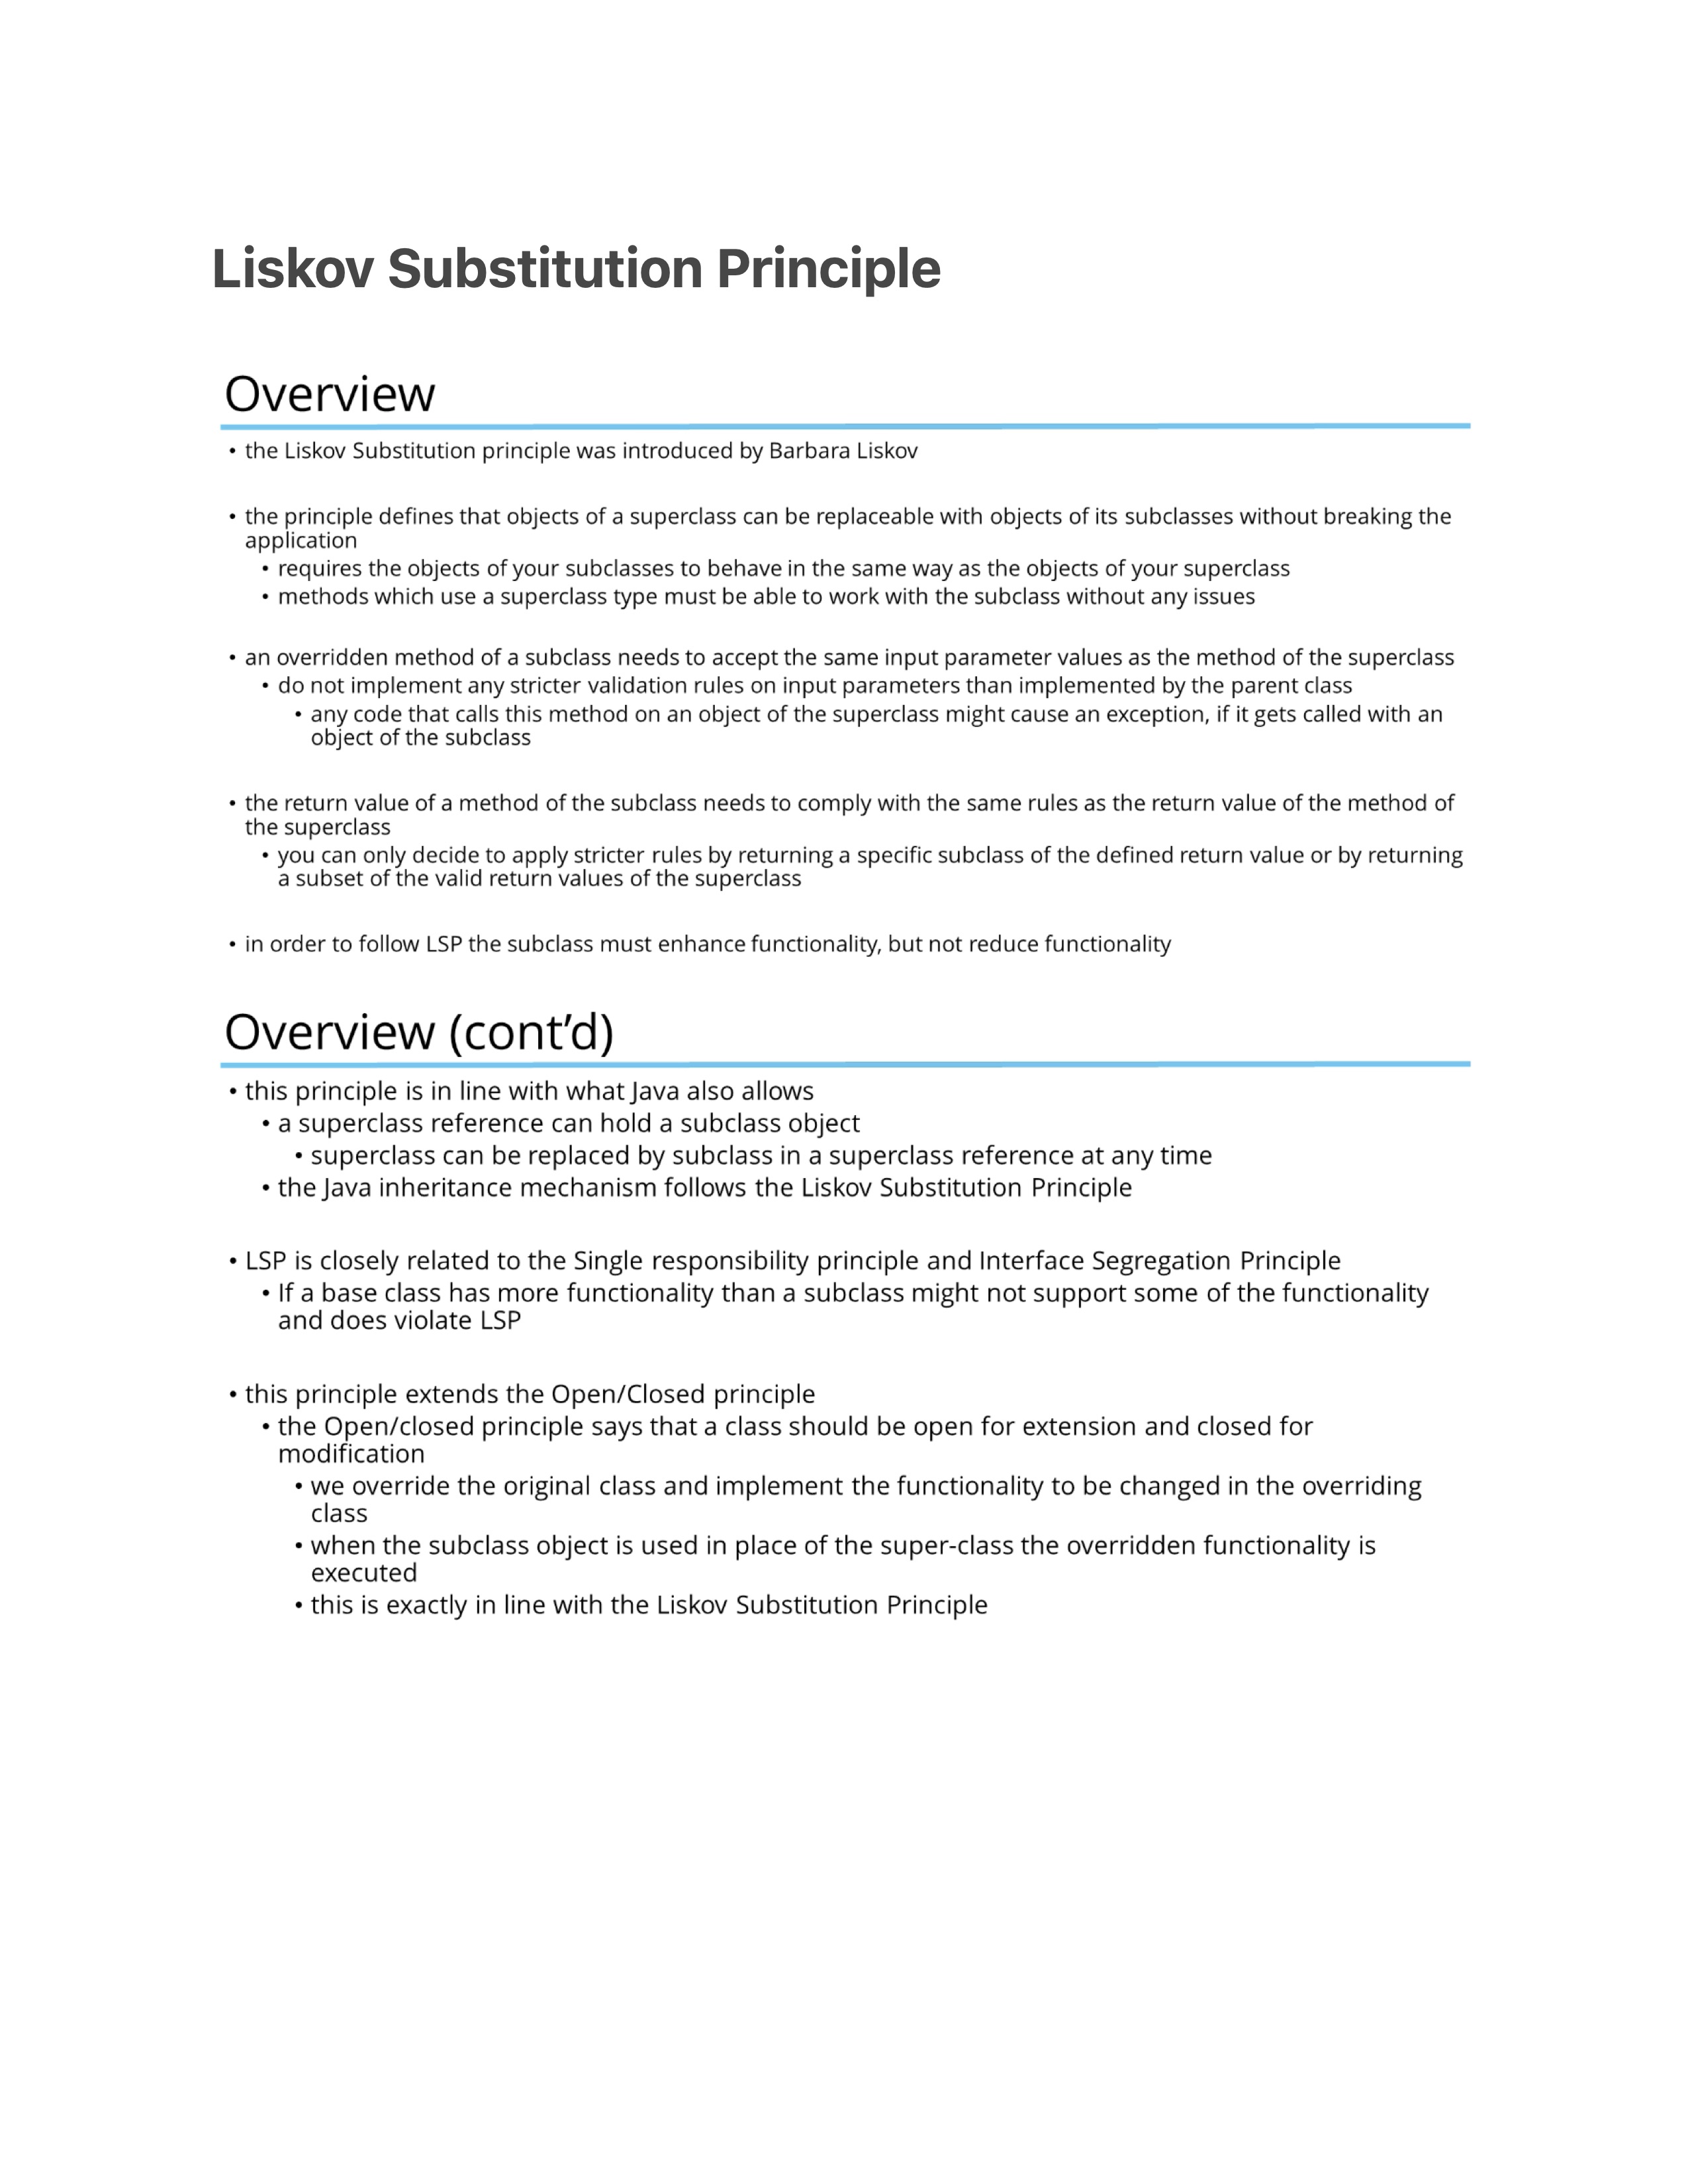 Liskov Substitution Principle
Overview
• the Liskov Substitution principle was introduced by Barbara Liskov
• the principle defines that objects of a superclass can be replaceable with objects of its subclasses without breaking the
application
• requires the objects of your subclasses to behave in the same way as the objects of your superclass
• methods which use a superclass type must be able to work with the subclass without any issues
• an overridden method of a subclass needs to accept the same input parameter values as the method of the superclass
• do not implement any stricter validation rules on input parameters than implemented by the parent class
• any code that calls this method on an object of the superclass might cause an exception, if it gets called with an
object of the subclass
• the return value of a method of the subclass needs to comply with the same rules as the return value of the method of
the superclass
• you can only decide to apply stricter rules by returning a specific subclass of the defined return value or by returning
a subset of the valid return values of the superclass
• in order to follow LSP the subclass must enhance functionality, but not reduce functionality
Overview (cont’d)
• this principle is in line with what Java also allows
• a superclass reference can hold a subclass object
• superclass can be replaced by subclass in a superclass reference at any time
• the Java inheritance mechanism follows the Liskov Substitution Principle
• LSP is closely related to the Single responsibility principle and Interface Segregation Principle
• If a base class has more functionality than a subclass might not support some of the functionality
and does violate LSP
• this principle extends the Open/Closed principle
• the Open/closed principle says that a class should be open for extension and closed for
modification
• we override the original class and implement the functionality to be changed in the overriding
class
• when the subclass object is used in place of the super-class the overridden functionality is
executed
• this is exactly in line with the Liskov Substitution Principle